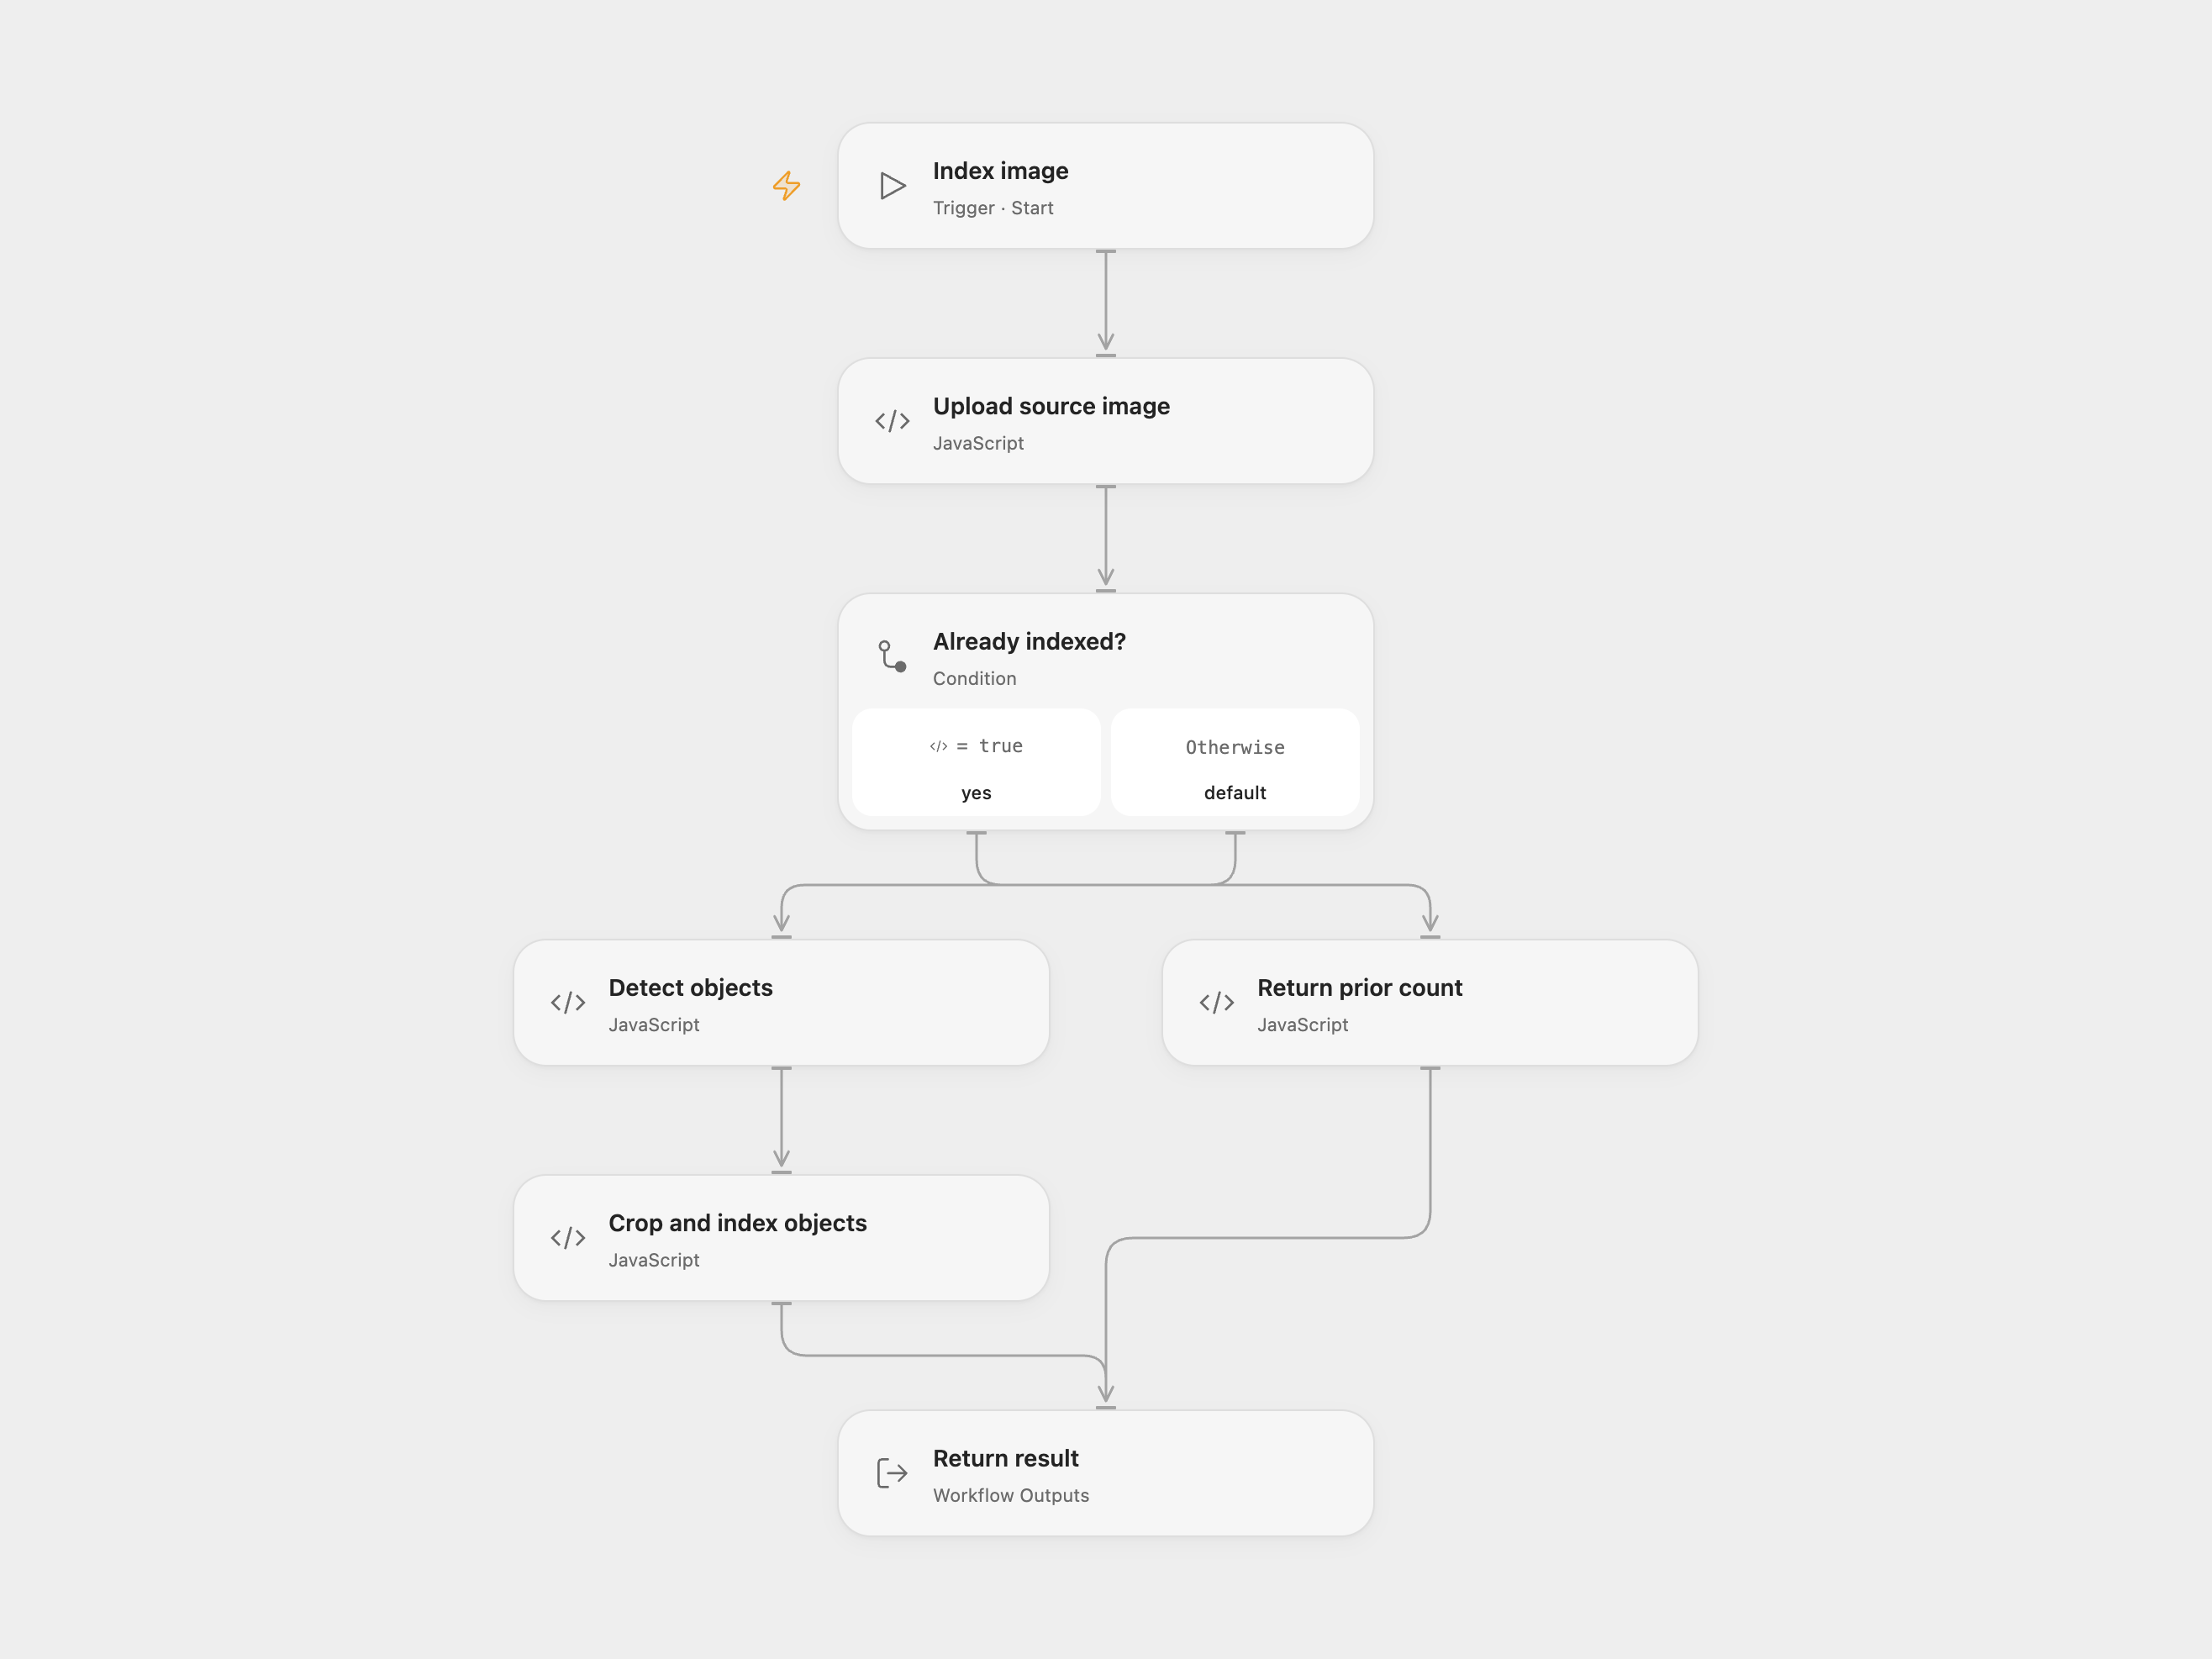 Index image
Trigger · Start
Upload source image
JavaScript
Already indexed?
Condition
</> = true
yes
Otherwise
default
Detect objects
JavaScript
Return prior count
JavaScript
Crop and index objects
JavaScript
Return result
Workflow Outputs